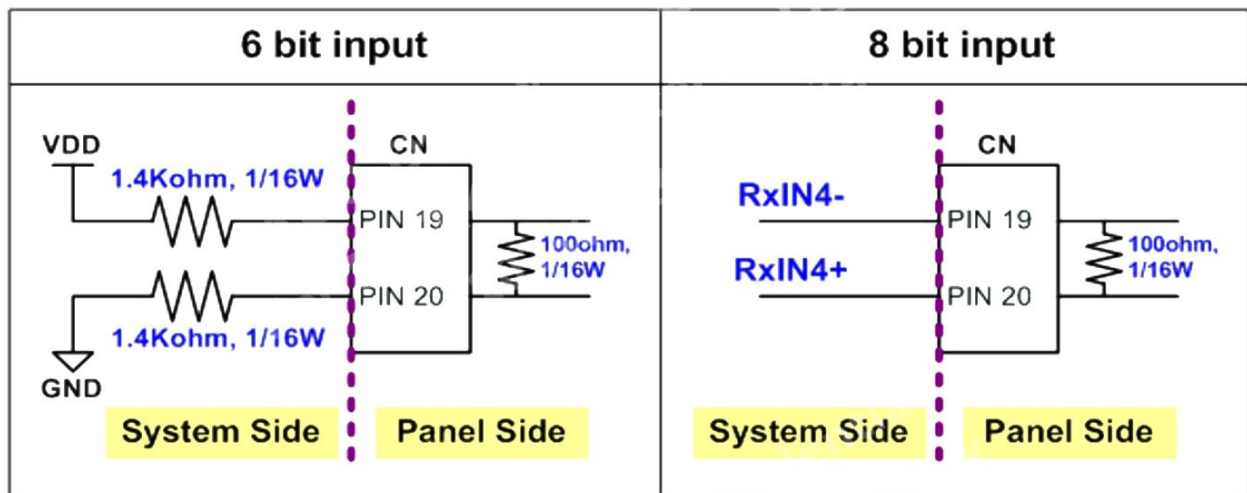 6 bit input
8 bit input
VDD
CN
1.4Kohm, 1/16W
PIN 19
100ohm,
1/16W
PIN 20
1.4Kohm, 1/16W
GND
System Side
Panel Side
CN
RxIN4-
PIN 19
100ohm,
1/16W
RxIN4+
PIN 20
System Side
Panel Side